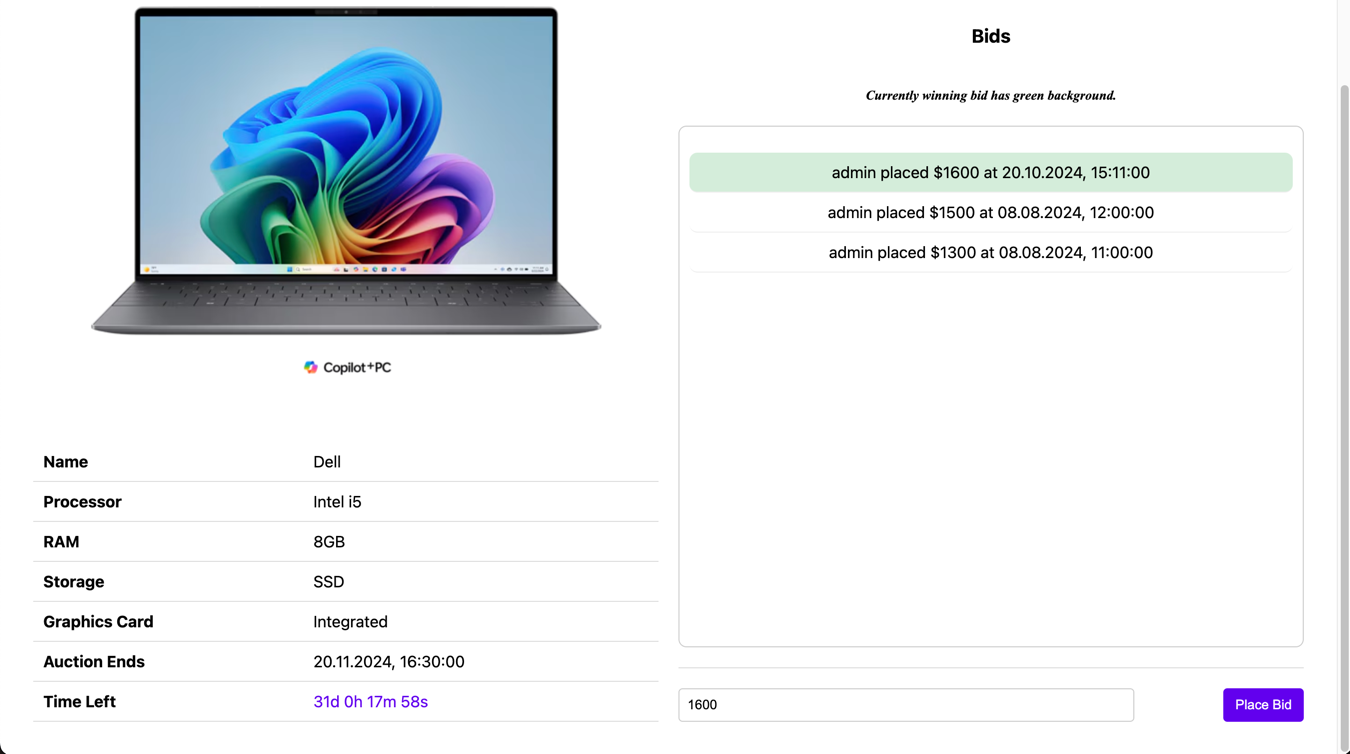 Copilot+PC
Name Dell
Processor Intel i5
RAM 8GB
Storage SSD
Graphics Card Integrated
Auction Ends 20.11.2024, 16:30:00
Time Left 31d 0h 17m 58s
Bids
Currently winning bid has green background.
admin placed $1600 at 20.10.2024, 15:11:00
admin placed $1500 at 08.08.2024, 12:00:00
admin placed $1300 at 08.08.2024, 11:00:00
1600
Place Bid